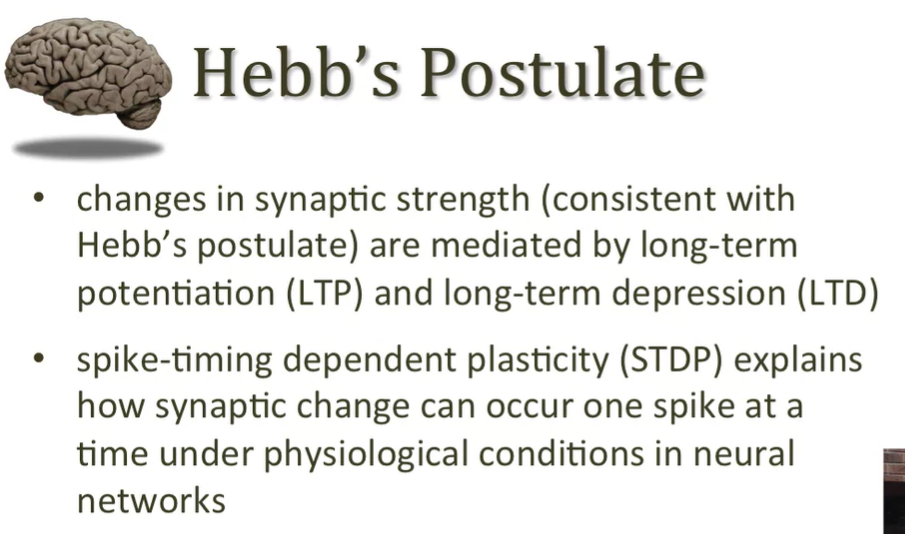 Hebb's Postulate
• changes in synaptic strength (consistent with
Hebb's postulate) are mediated by long-term
potentiation (LTP) and long-term depression (LTD)
• spike-timing dependent plasticity (STDP) explains
how synaptic change can occur one spike at a
time under physiological conditions in neural
networks